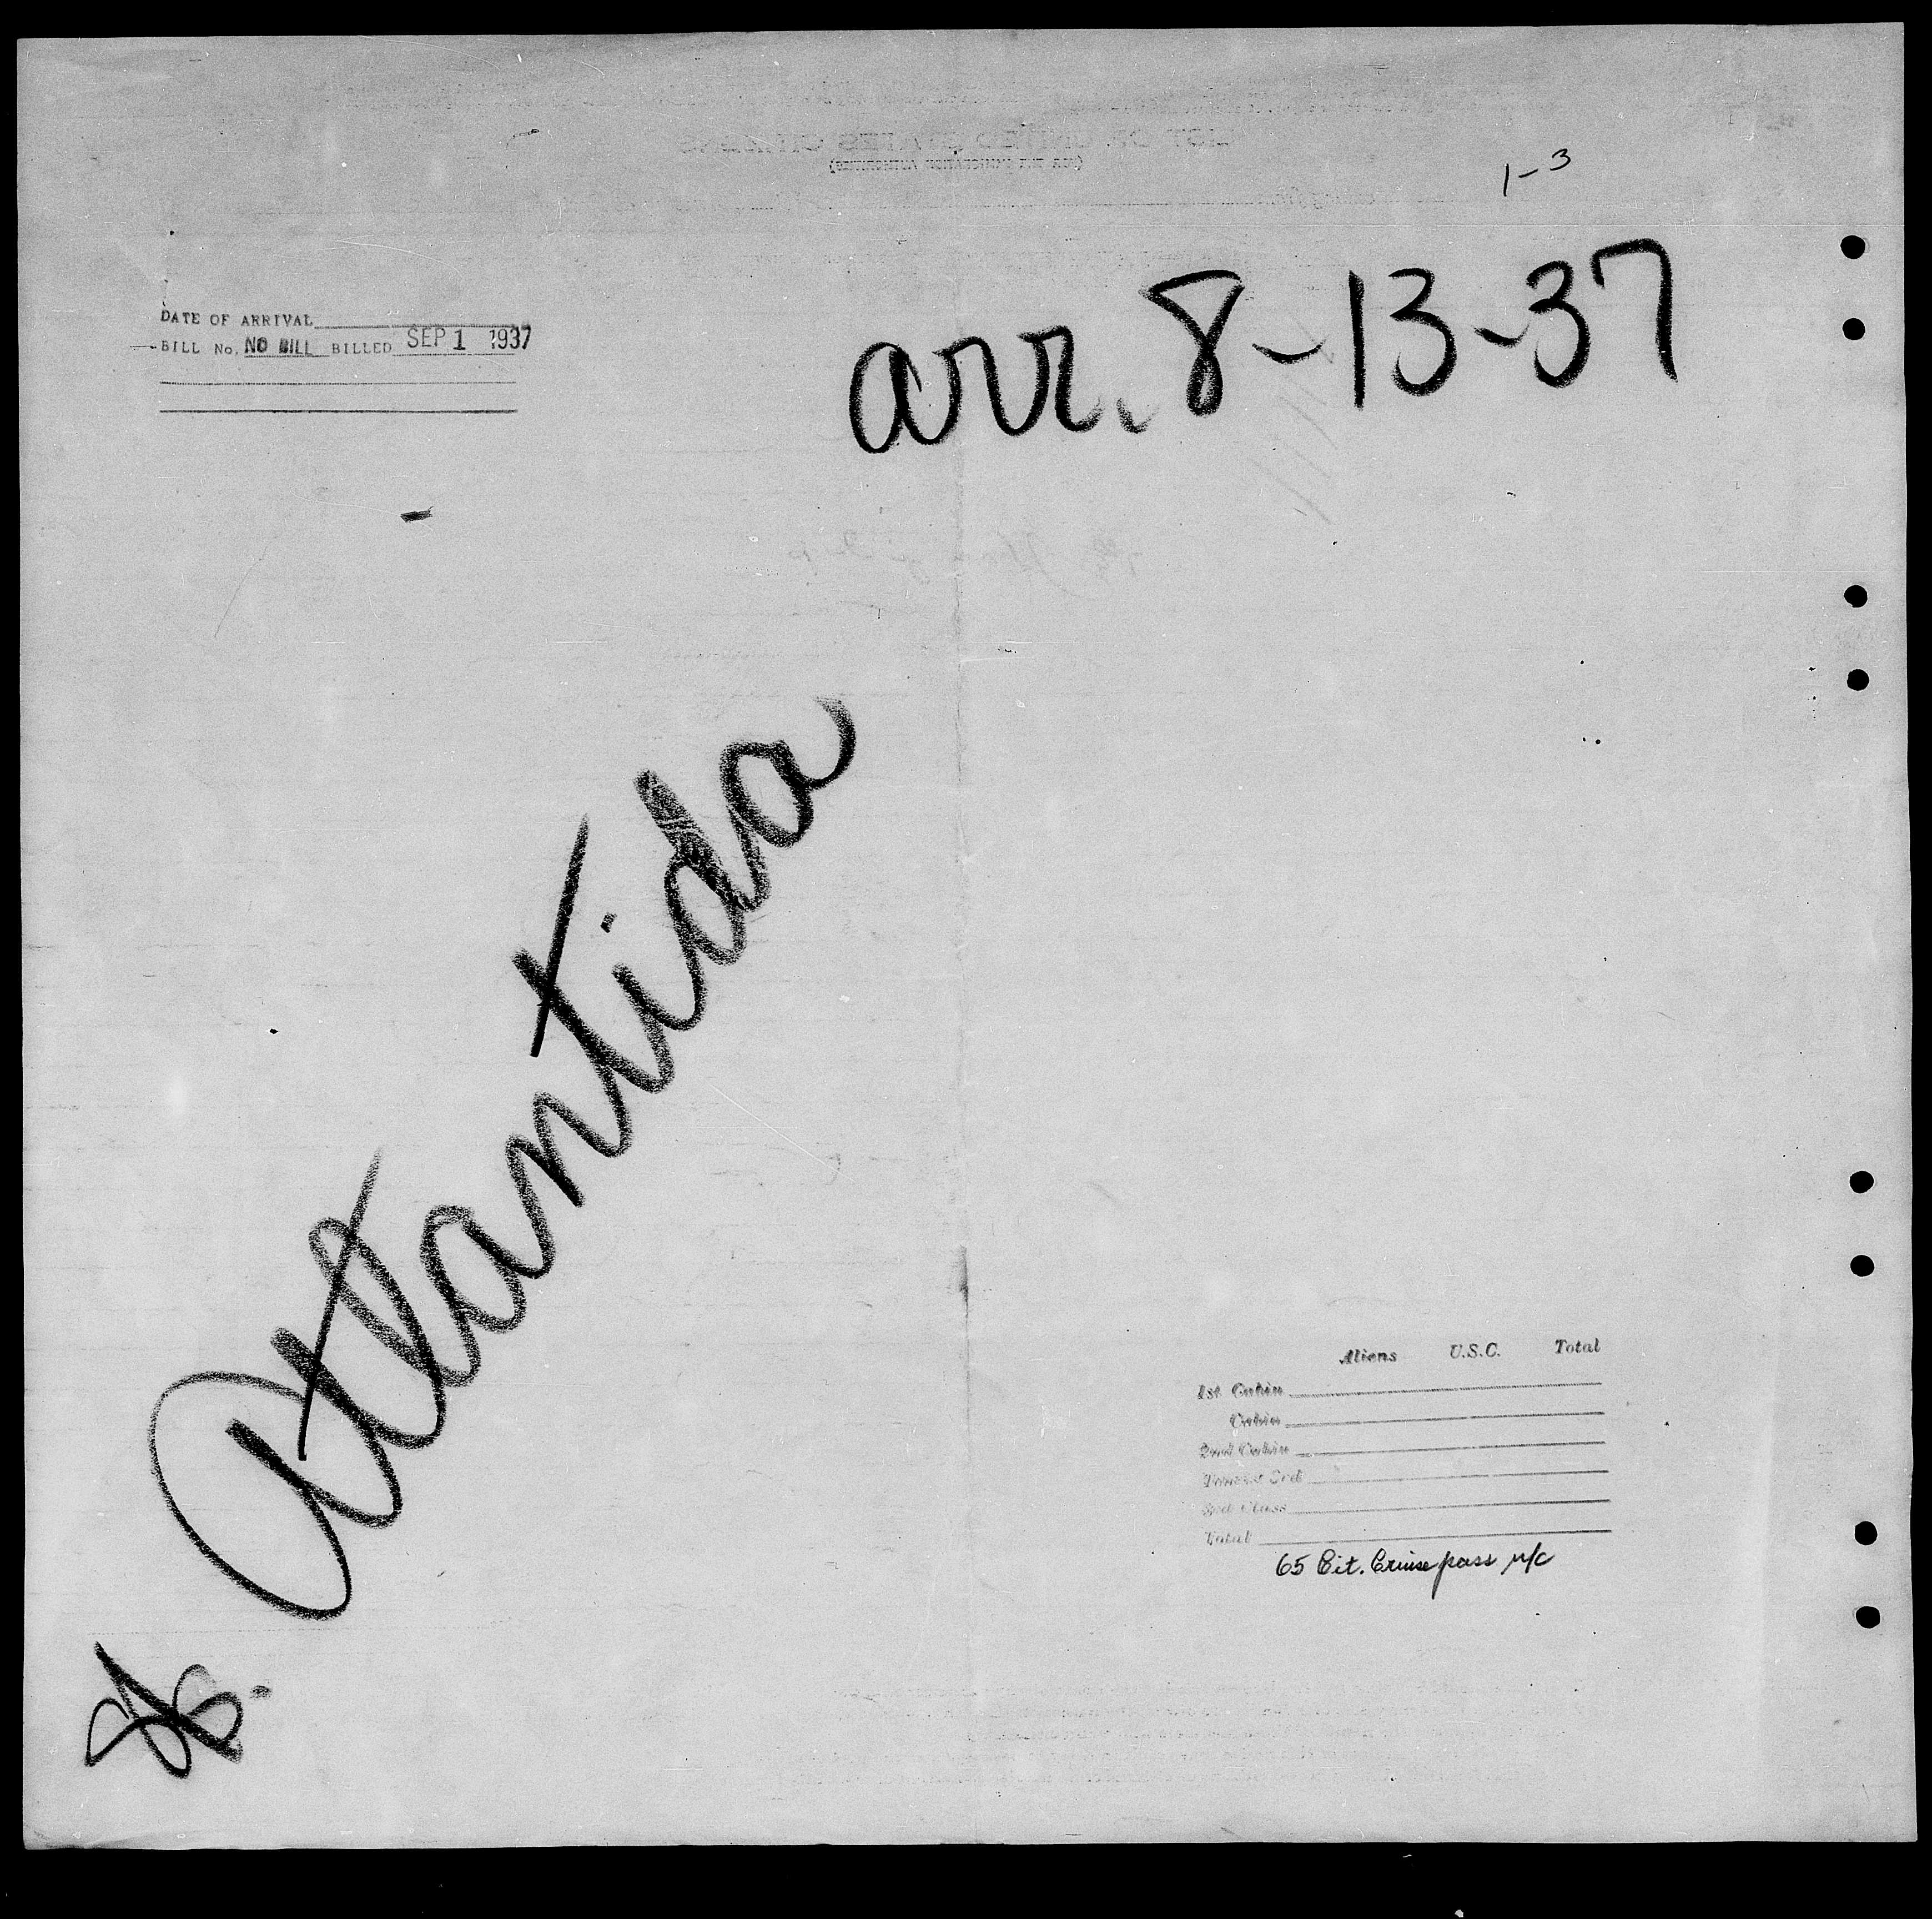 1-3
arr. 8-13-37
DATE OF ARRIVAL
BILL No. NO BILL BILLED SEP 1 1937
SS. Atlantida
Aliens U.S.C. Total
1st Cabin
Cabin
2nd Cabin
Tourist 3rd
3rd Class
Total
65 Cit. Cruise pass r/c